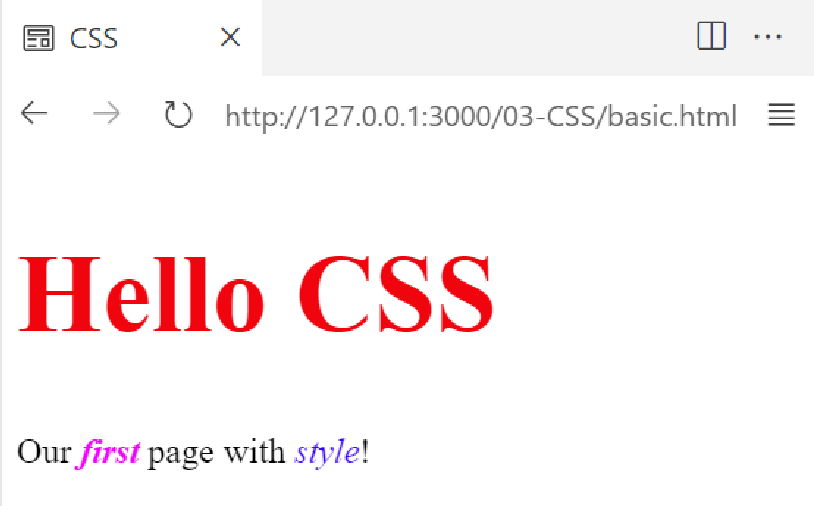 CSS
http://127.0.0.1:3000/03-CSS/basic.html
Hello CSS
Our first page with style!